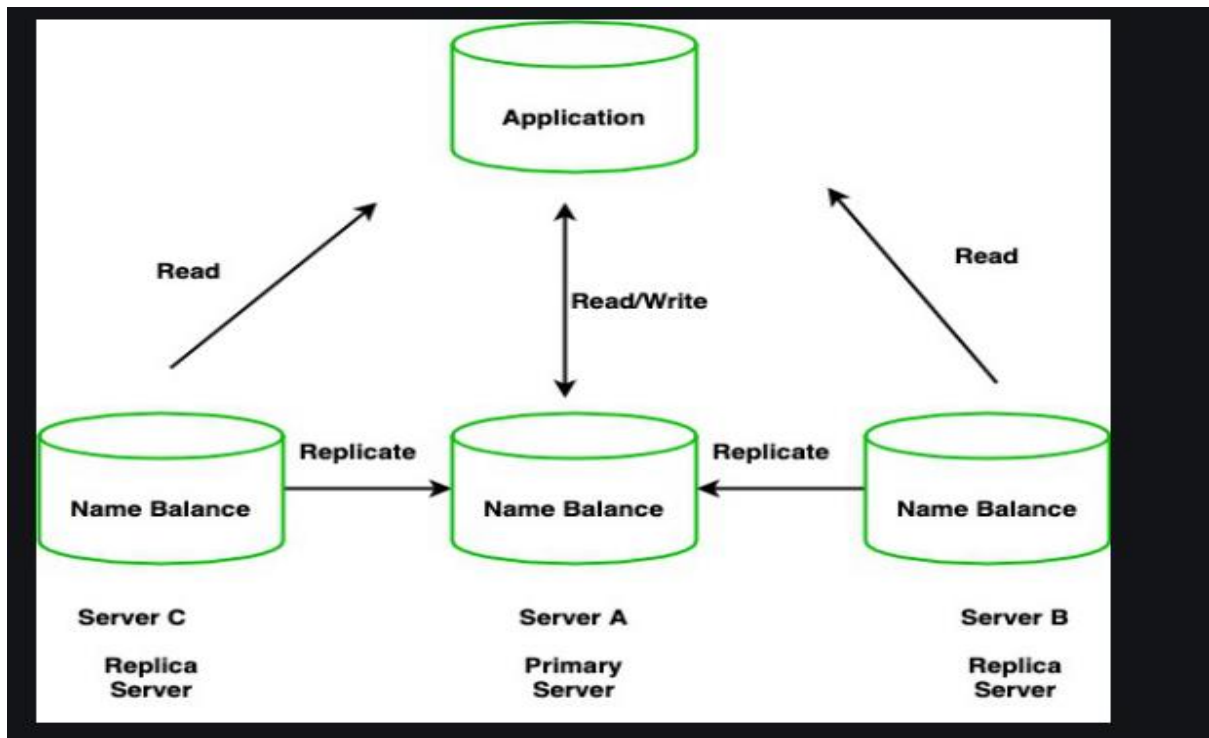 Application
Read
Read
Read/Write
Replicate
Replicate
Name Balance
Name Balance
Name Balance
Server C
Server A
Server B
Replica
Server
Primary
Server
Replica
Server